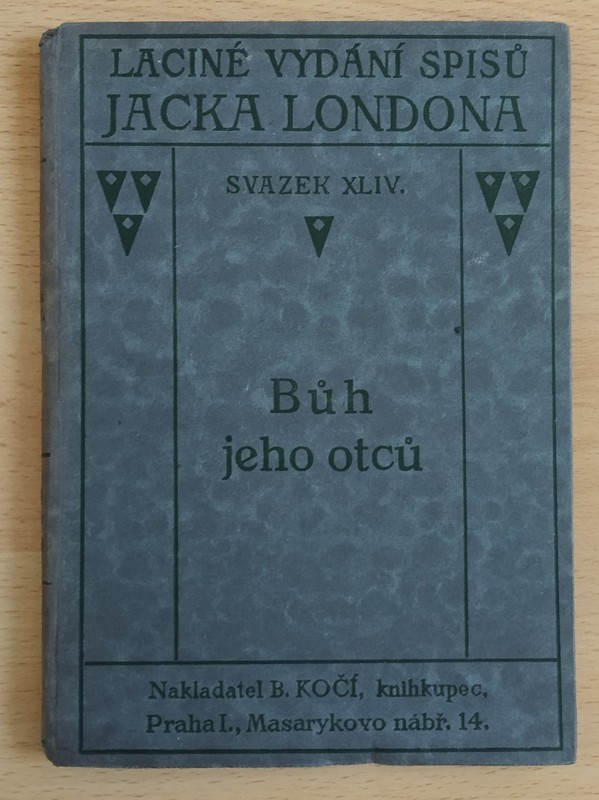 LACINÉ VYDÁNÍ SPISŮ
JACKA LONDONA
SVAZEK XLIV.
Bůh
jeho otců
Nakladatel B. KOČÍ, knihkupec,
Praha I., Masarykovo nábř. 14.